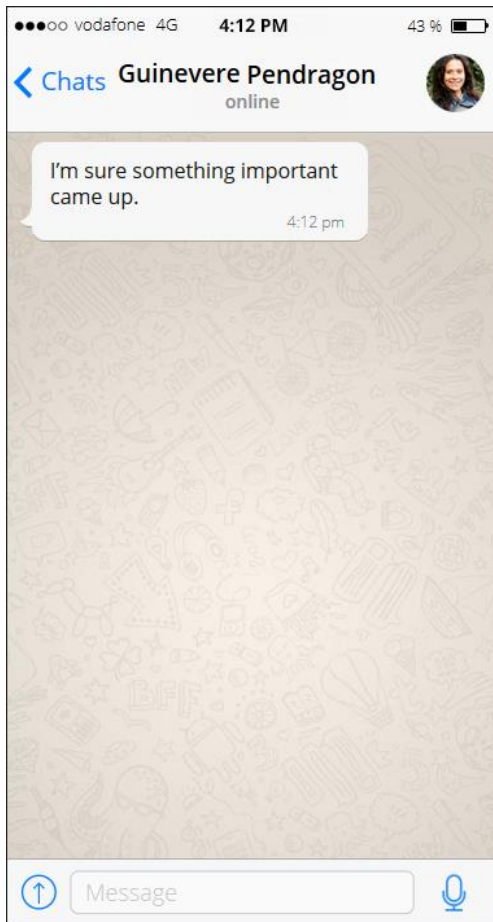 ●●●○○ vodafone 4G 4:12 PM 43 %
Chats Guinevere Pendragon
online
I’m sure something important
came up.
4:12 pm
BFF
Message